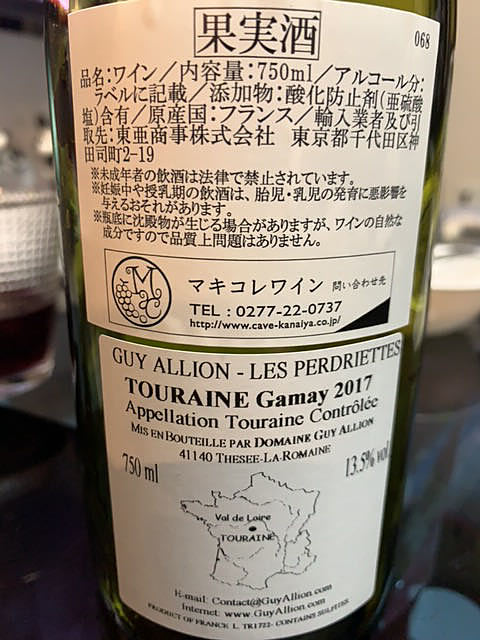 果実酒
068
品名:ワイン/内容量:750ml/アルコール分:
ラベルに記載/添加物:酸化防止剤(亜硫酸
塩)含有/原産国:フランス/輸入業者及び引
取先:東亜商事株式会社 東京都千代田区神
田司町2-19
※未成年者の飲酒は法律で禁止されています。
※妊娠中や授乳期の飲酒は、胎児・乳児の発育に悪影響を
与えるおそれがあります。
※瓶底に沈殿物が生じる場合がありますが、ワインの自然な
成分ですので品質上問題はありません。
MC
マキコレワイン 問い合わせ先
TEL:0277-22-0737
http://www.cave-kanaiya.co.jp/
GUY ALLION - LES PERDRIETTES
TOURAINE Gamay 2017
Appellation Touraine Contrôlée
MIS EN BOUTEILLE PAR DOMAINE GUY ALLION
41140 THESEE-LA-ROMAINE
750 ml
13.5% vol
Val de Loire
TOURAINE
E-mail: Contact@GuyAllion.com
Internet: www.GuyAllion.com
PRODUCT OF FRANCE L. TR1722- CONTAINS SULFITES.